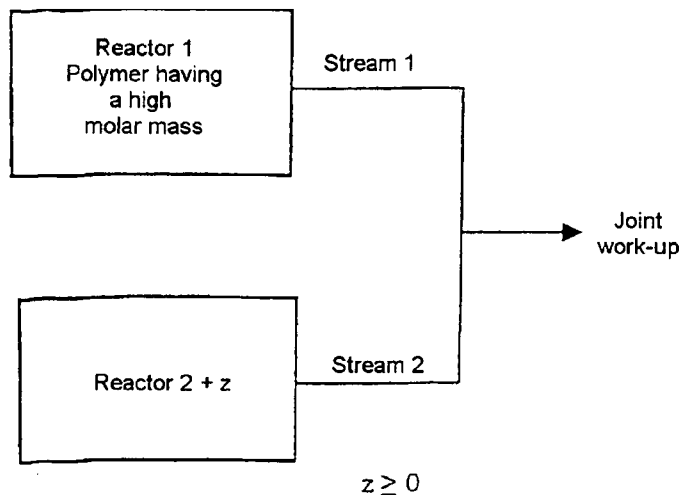 Reactor 1
Polymer having
a high
molar mass
Stream 1
Joint
work-up
Reactor 2 + z
Stream 2
z ≥ 0